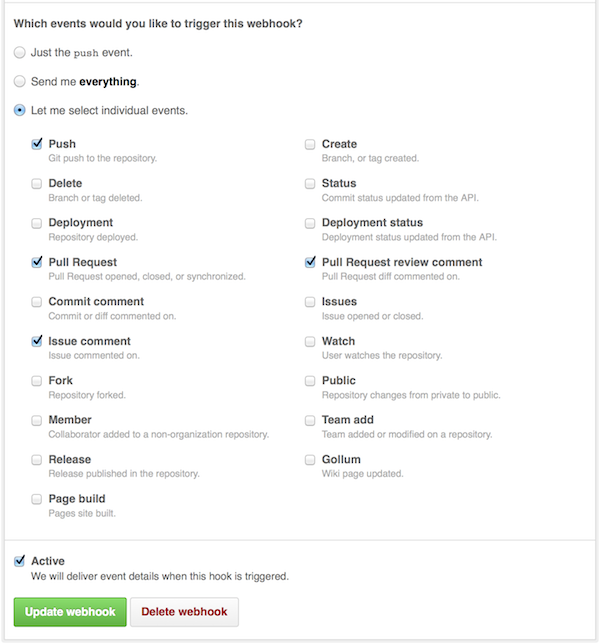 Which events would you like to trigger this webhook?
Just the push event.
Send me everything.
Let me select individual events.
Push
Git push to the repository.
Create
Branch, or tag created.
Delete
Branch or tag deleted.
Status
Commit status updated from the API.
Deployment
Repository deployed.
Deployment status
Deployment status updated from the API.
Pull Request
Pull Request opened, closed, or synchronized.
Pull Request review comment
Pull Request diff commented on.
Commit comment
Commit or diff commented on.
Issues
Issue opened or closed.
Issue comment
Issue commented on.
Watch
User watches the repository.
Fork
Repository forked.
Public
Repository changes from private to public.
Member
Collaborator added to a non-organization repository.
Team add
Team added or modified on a repository.
Release
Release published in the repository.
Gollum
Wiki page updated.
Page build
Pages site built.
Active
We will deliver event details when this hook is triggered.
Update webhook
Delete webhook